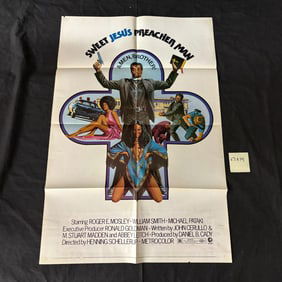 SWEET JESUS PREACHER MAN
AMEN, BROTHER!
Starring ROGER E. MOSLEY · WILLIAM SMITH · MICHAEL PATAKI
Executive Producer RONALD GOLDMAN · Written by JOHN CERULLO &
M. STUART MADDEN and ABBEY LEITCH · Produced by DANIEL B. CADY
Directed by HENNING SCHELLERUP · METROCOLOR